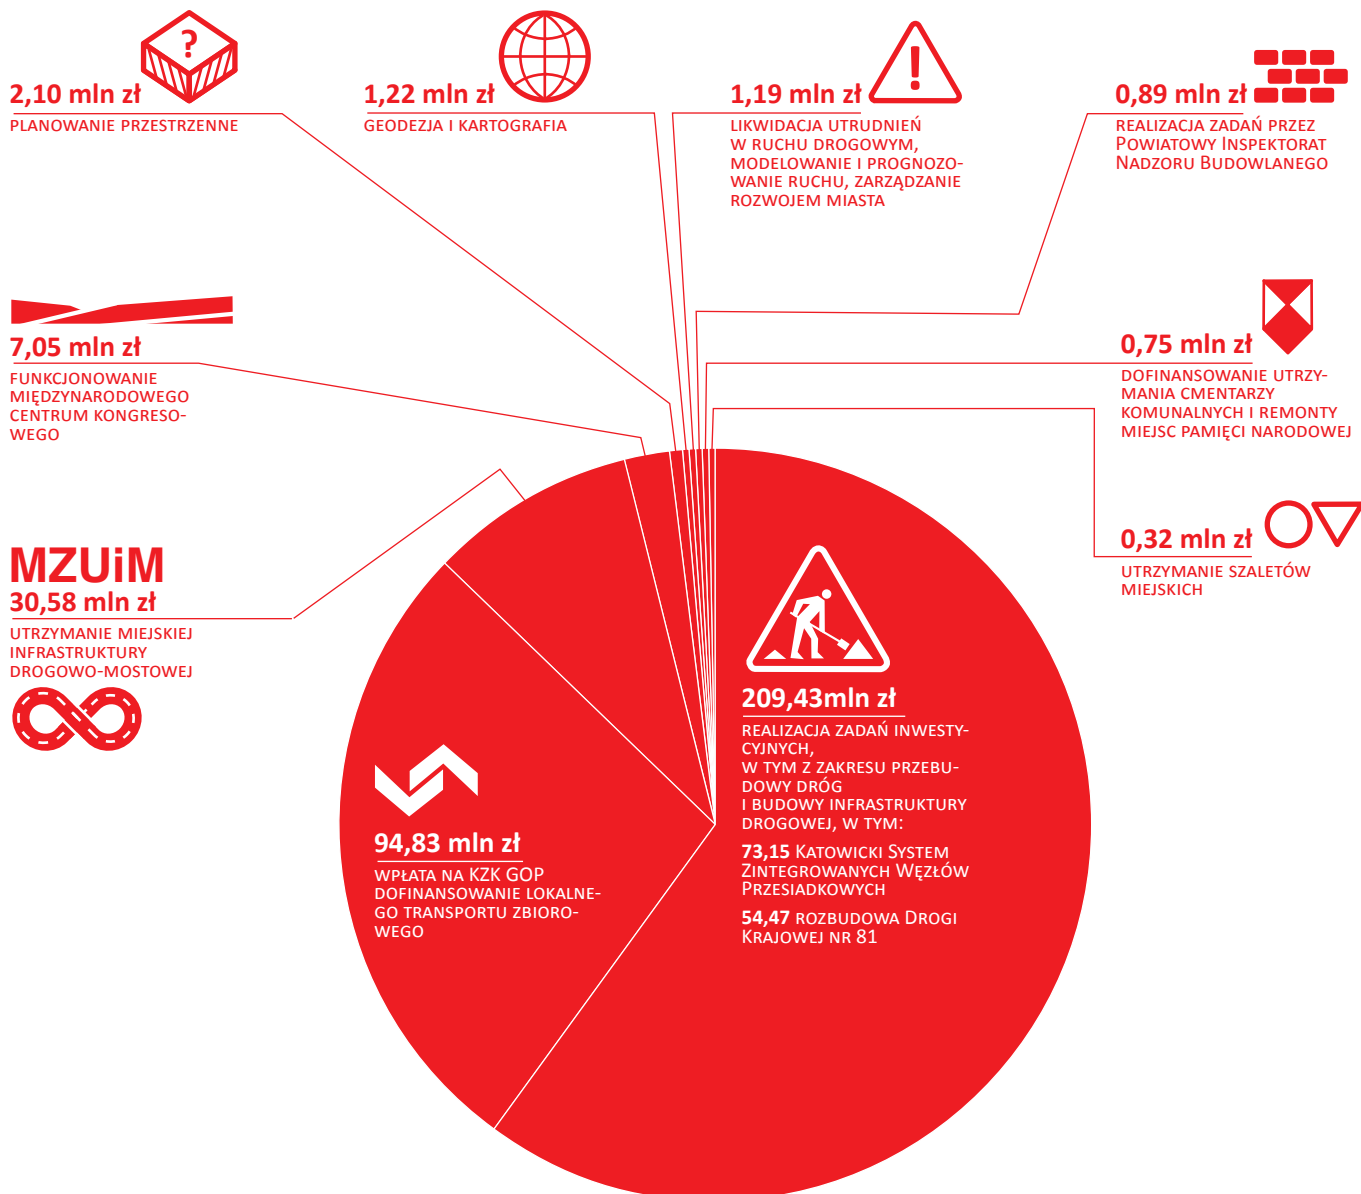 ?
2,10 mln zł
PLANOWANIE PRZESTRZENNE
1,22 mln zł
GEODEZJA I KARTOGRAFIA
!
1,19 mln zł
LIKWIDACJA UTRUDNIEŃ
W RUCHU DROGOWYM,
MODELOWANIE I PROGNOZO-
WANIE RUCHU, ZARZĄDZANIE
ROZWOJEM MIASTA
0,89 mln zł
REALIZACJA ZADAŃ PRZEZ
POWIATOWY INSPEKTORAT
NADZORU BUDOWLANEGO
7,05 mln zł
FUNKCJONOWANIE
MIĘDZYNARODOWEGO
CENTRUM KONGRESO-
WEGO
0,75 mln zł
DOFINANSOWANIE UTRZY-
MANIA CMENTARZY
KOMUNALNYCH I REMONTY
MIEJSC PAMIĘCI NARODOWEJ
MZUiM
30,58 mln zł
UTRZYMANIE MIEJSKIEJ
INFRASTRUKTURY
DROGOWO-MOSTOWEJ
0,32 mln zł
UTRZYMANIE SZALETÓW
MIEJSKICH
94,83 mln zł
WPŁATA NA KZK GOP
DOFINANSOWANIE LOKALNE-
GO TRANSPORTU ZBIORO-
WEGO
209,43mln zł
REALIZACJA ZADAŃ INWESTY-
CYJNYCH,
W TYM Z ZAKRESU PRZEBU-
DOWY DRÓG
I BUDOWY INFRASTRUKTURY
DROGOWEJ, W TYM:
73,15 KATOWICKI SYSTEM
ZINTEGROWANYCH WĘZŁÓW
PRZESIADKOWYCH
54,47 ROZBUDOWA DROGI
KRAJOWEJ NR 81